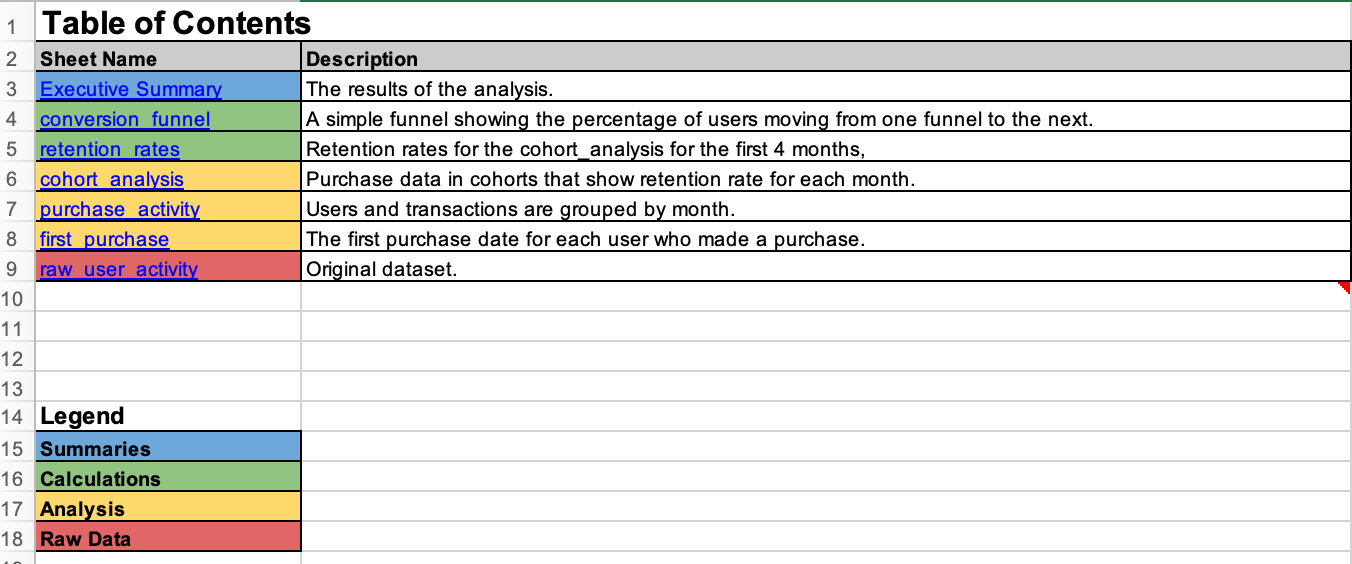 1 Table of Contents
2 Sheet Name Description
3 Executive Summary The results of the analysis.
4 conversion_funnel A simple funnel showing the percentage of users moving from one funnel to the next.
5 retention_rates Retention rates for the cohort_analysis for the first 4 months,
6 cohort_analysis Purchase data in cohorts that show retention rate for each month.
7 purchase_activity Users and transactions are grouped by month.
8 first_purchase The first purchase date for each user who made a purchase.
9 raw_user_activity Original dataset.
10
11
12
13
14 Legend
15 Summaries
16 Calculations
17 Analysis
18 Raw Data